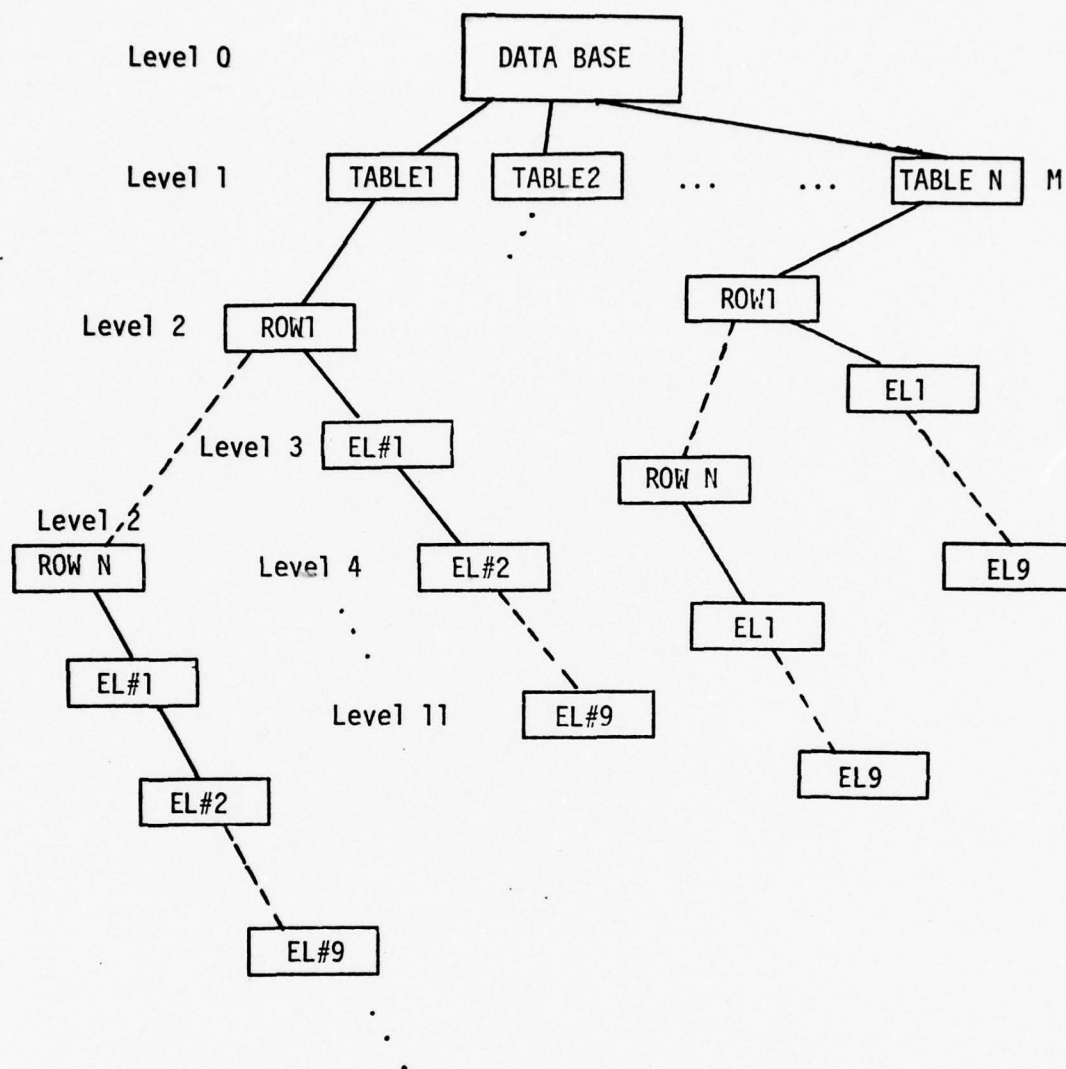 Level 0 DATA BASE
Level 1 TABLE1 TABLE2 ... ... TABLE N M
ROW1
Level 2 ROW1
EL1
Level 3 EL#1
ROW N
Level 2
ROW N Level 4 EL#2 EL9
EL1
EL#1
Level 11 EL#9
EL9
EL#2
EL#9